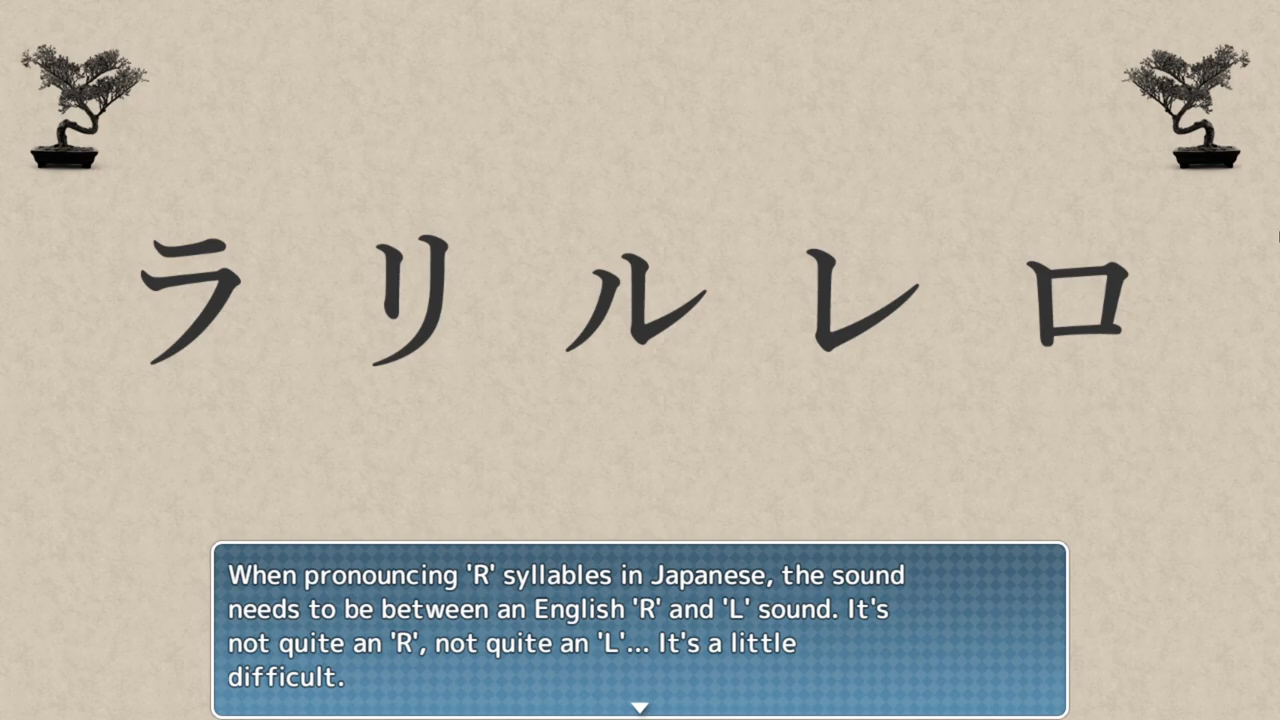 ラ リ ル レ ロ
When pronouncing 'R' syllables in Japanese, the sound
needs to be between an English 'R' and 'L' sound. It's
not quite an 'R', not quite an 'L'... It's a little
difficult.